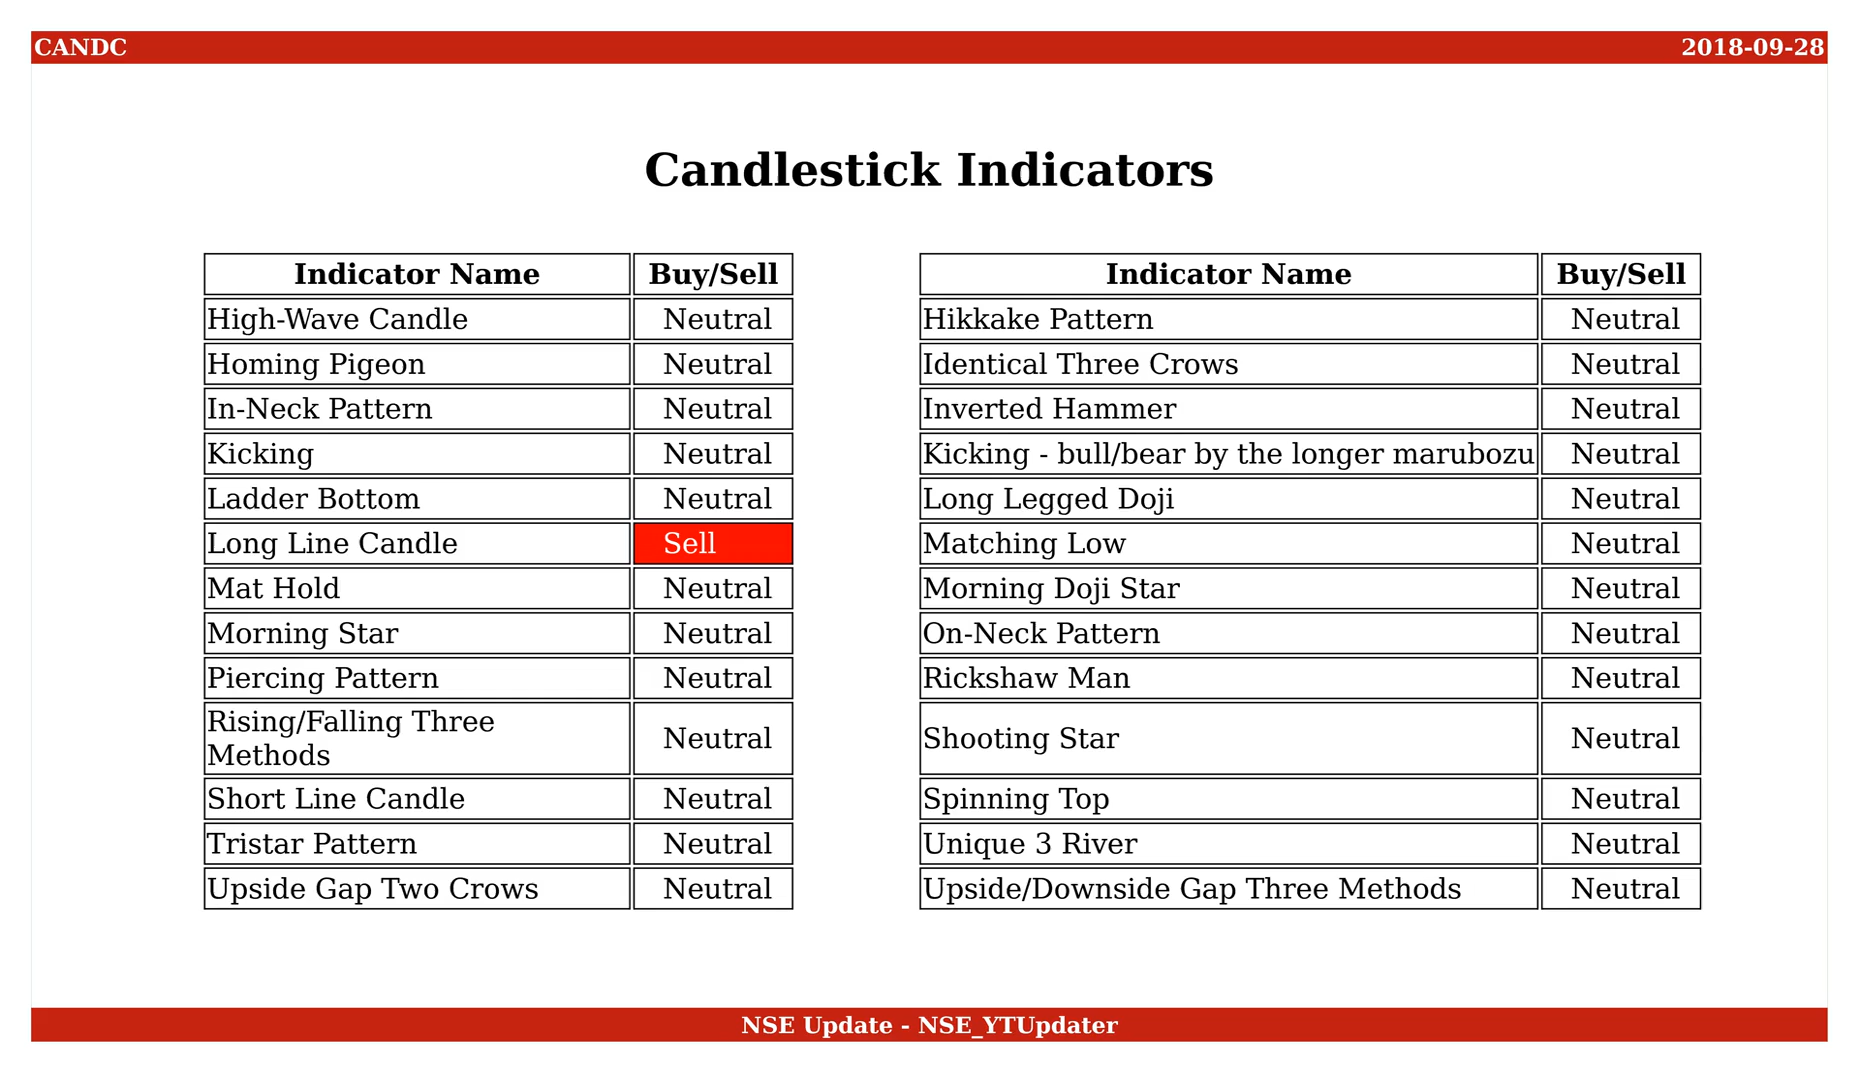 CANDC 2018-09-28
Candlestick Indicators
Indicator Name Buy/Sell
High-Wave Candle Neutral
Homing Pigeon Neutral
In-Neck Pattern Neutral
Kicking Neutral
Ladder Bottom Neutral
Long Line Candle Sell
Mat Hold Neutral
Morning Star Neutral
Piercing Pattern Neutral
Rising/Falling Three
Methods Neutral
Short Line Candle Neutral
Tristar Pattern Neutral
Upside Gap Two Crows Neutral
Indicator Name Buy/Sell
Hikkake Pattern Neutral
Identical Three Crows Neutral
Inverted Hammer Neutral
Kicking - bull/bear by the longer marubozu Neutral
Long Legged Doji Neutral
Matching Low Neutral
Morning Doji Star Neutral
On-Neck Pattern Neutral
Rickshaw Man Neutral
Shooting Star Neutral
Spinning Top Neutral
Unique 3 River Neutral
Upside/Downside Gap Three Methods Neutral
NSE Update - NSE_YTUpdater